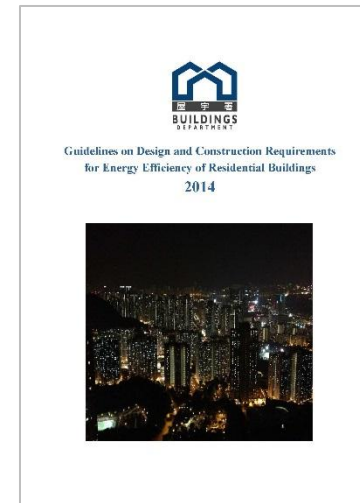 屋宇署
BUILDINGS
DEPARTMENT
Guidelines on Design and Construction Requirements
for Energy Efficiency of Residential Buildings
2014